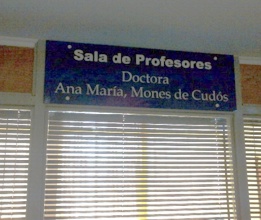 Sala de Profesores
Doctora
Ana María, Mones de Cudós